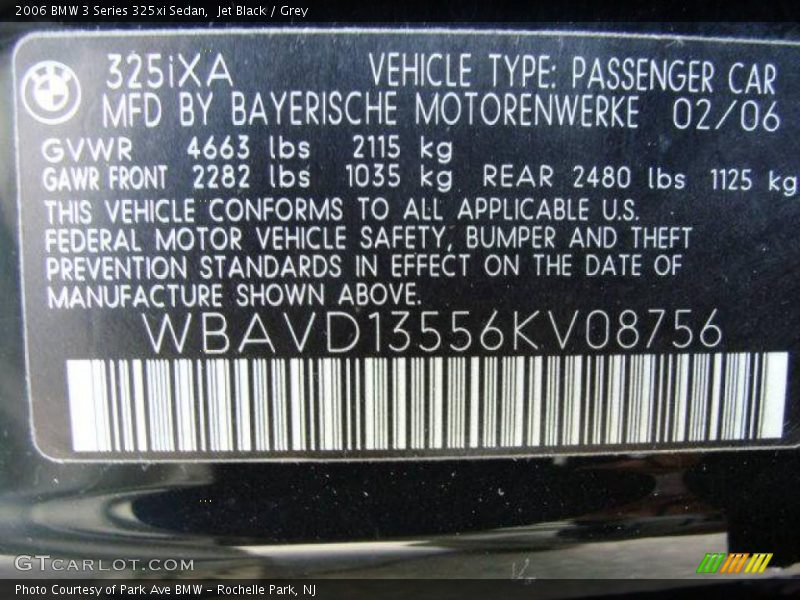 2006 BMW 3 Series 325xi Sedan,  Jet Black / Grey
325iXA VEHICLE TYPE: PASSENGER CAR
MFD BY BAYERISCHE MOTORENWERKE 02/06
GVWR 4663 lbs 2115 kg
GAWR FRONT 2282 lbs 1035 kg REAR 2480 lbs 1125 kg
THIS VEHICLE CONFORMS TO ALL APPLICABLE U.S.
FEDERAL MOTOR VEHICLE SAFETY, BUMPER AND THEFT
PREVENTION STANDARDS IN EFFECT ON THE DATE OF
MANUFACTURE SHOWN ABOVE.
WBAVD13556KV08756
GTCARLOT.COM
Photo Courtesy of Park Ave BMW - Rochelle Park, NJ